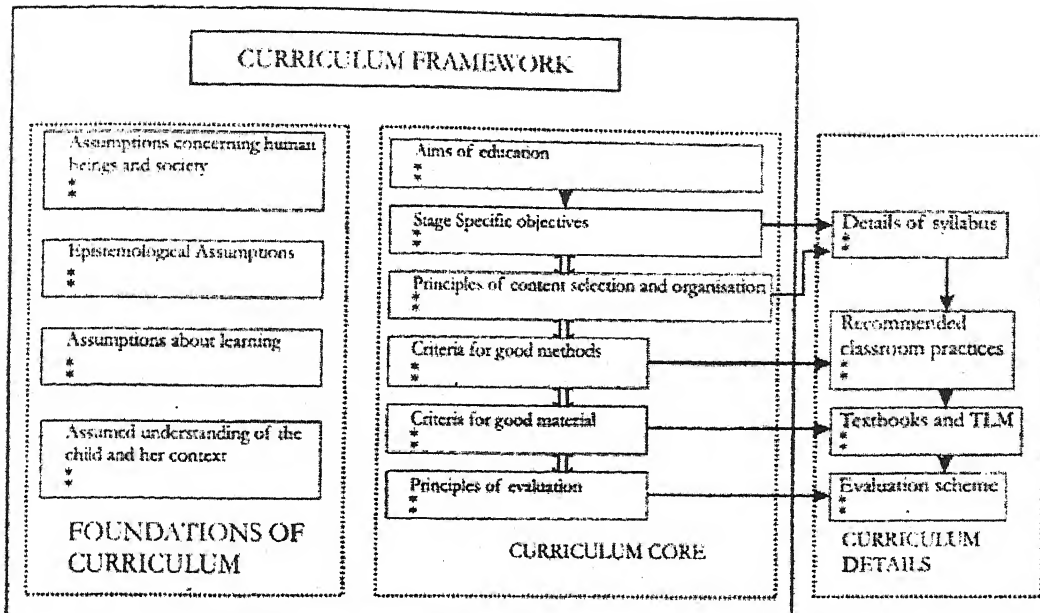 CURRICULUM FRAMEWORK
Assumptions concerning human
beings and society
*
*
Epistemological Assumptions
*
*
Assumptions about learning
*
*
Assumed understanding of the
child and her context
*
*
FOUNDATIONS OF
CURRICULUM
Aims of education
*
*
Stage Specific objectives
*
*
Principles of content selection and organisation
*
*
Criteria for good methods
*
*
Criteria for good material
*
*
Principles of evaluation
*
*
CURRICULUM CORE
Details of syllabus
*
*
Recommended
classroom practices
*
*
Textbooks and TLM
*
*
Evaluation scheme
*
*
CURRICULUM
DETAILS